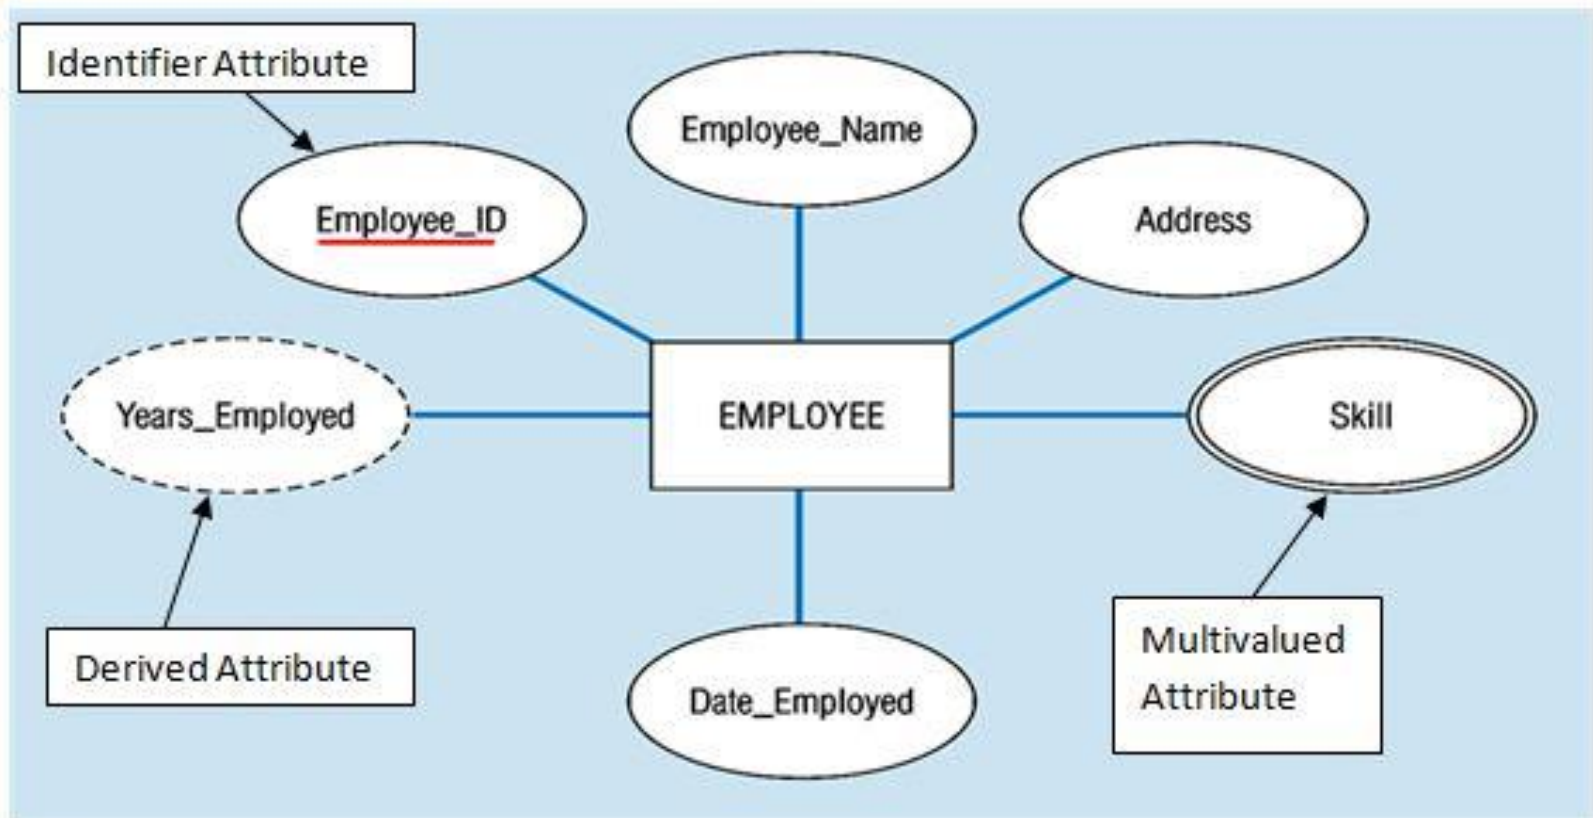 Identifier Attribute
Employee_Name
Employee_ID
Address
Years_Employed
EMPLOYEE
Skill
Derived Attribute
Date_Employed
Multivalued
Attribute